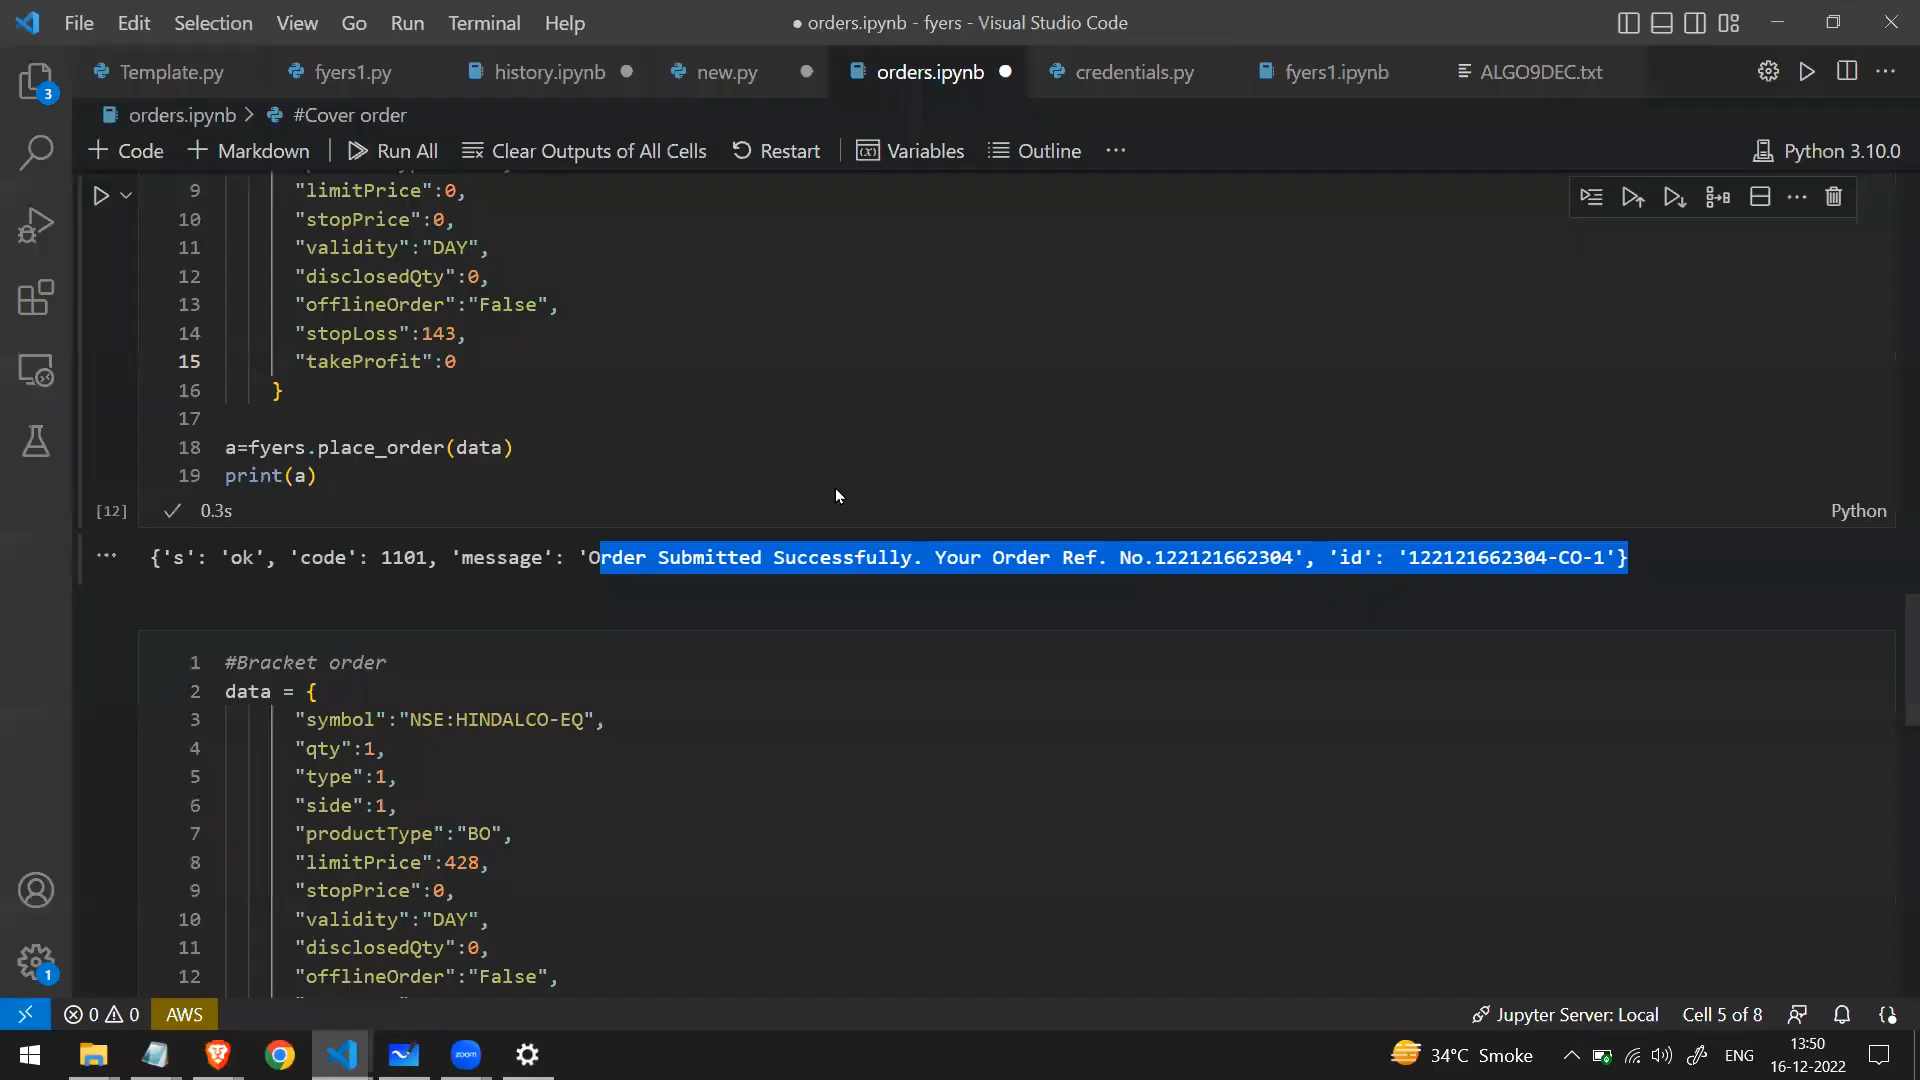 File Edit Selection View Go Run Terminal Help
● orders.ipynb - fyers - Visual Studio Code
Template.py fyers1.py history.ipynb new.py orders.ipynb credentials.py fyers1.ipynb ALGO9DEC.txt
orders.ipynb > #Cover order
+ Code + Markdown Run All Clear Outputs of All Cells Restart Variables Outline ...
Python 3.10.0
9 "limitPrice":0,
10 "stopPrice":0,
11 "validity":"DAY",
12 "disclosedQty":0,
13 "offlineOrder":"False",
14 "stopLoss":143,
15 "takeProfit":0
16 }
17
18 a=fyers.place_order(data)
19 print(a)
[12] 0.3s
Python
{'s': 'ok', 'code': 1101, 'message': 'Order Submitted Successfully. Your Order Ref. No.122121662304', 'id': '122121662304-CO-1'}
1 #Bracket order
2 data = {
3 "symbol":"NSE:HINDALCO-EQ",
4 "qty":1,
5 "type":1,
6 "side":1,
7 "productType":"BO",
8 "limitPrice":428,
9 "stopPrice":0,
10 "validity":"DAY",
11 "disclosedQty":0,
12 "offlineOrder":"False",
3
1
0 0 AWS
Jupyter Server: Local Cell 5 of 8
zoom
34°C Smoke
ENG
13:50
16-12-2022